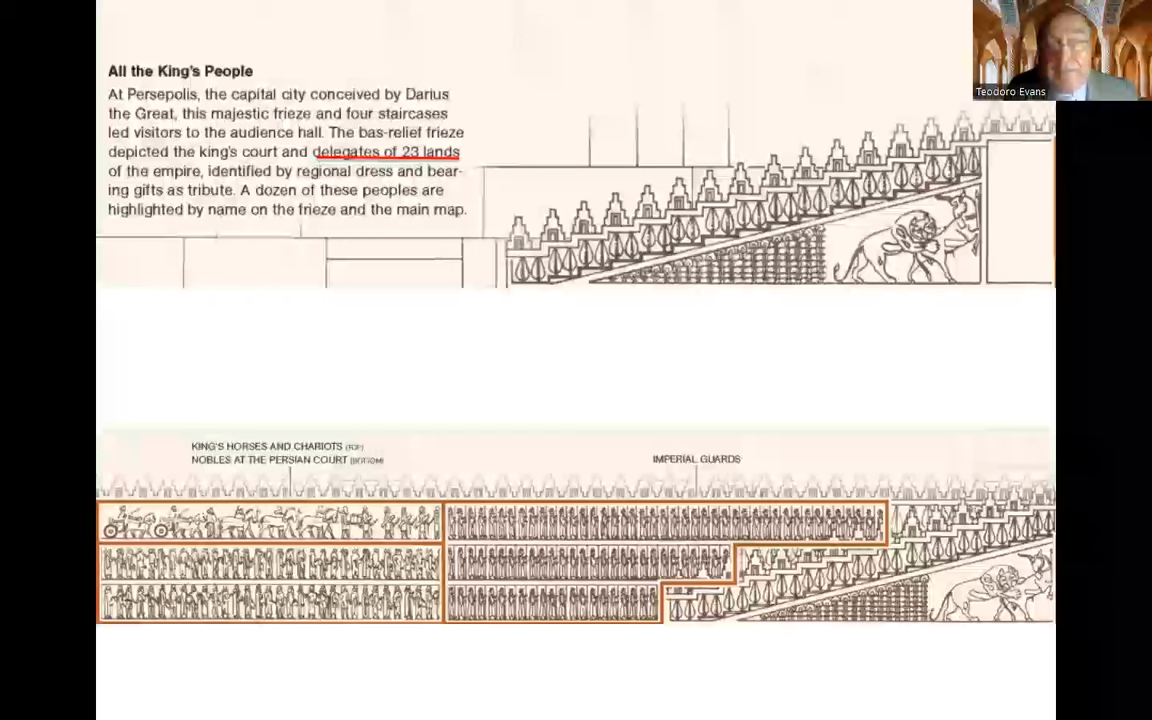 All the King's People
At Persepolis, the capital city conceived by Darius
the Great, this majestic frieze and four staircases
led visitors to the audience hall. The bas-relief frieze
depicted the king's court and delegates of 23 lands
of the empire, identified by regional dress and bear-
ing gifts as tribute. A dozen of these peoples are
highlighted by name on the frieze and the main map.
Teodoro Evans
KING'S HORSES AND CHARIOTS (TOP)
NOBLES AT THE PERSIAN COURT (BOTTOM)
IMPERIAL GUARDS